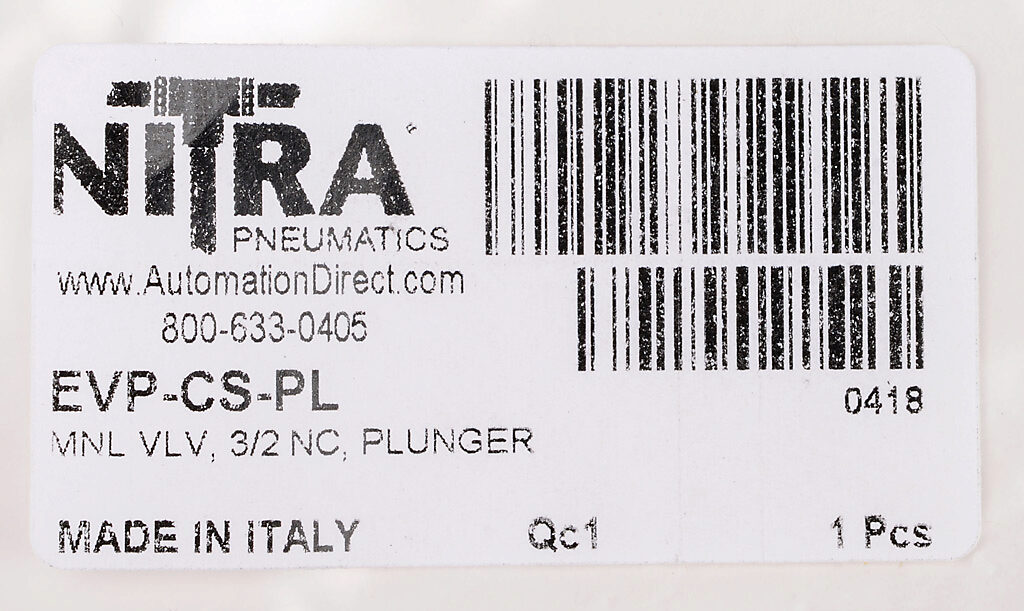 NITRA
PNEUMATICS
www.AutomationDirect.com
800-633-0405
EVP-CS-PL
MNL VLV, 3/2 NC, PLUNGER
0418
MADE IN ITALY Qc1 1 Pcs